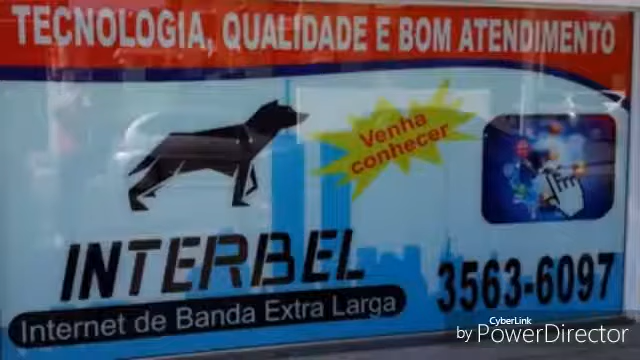 TECNOLOGIA, QUALIDADE E BOM ATENDIMENTO
Venha
conhecer
INTERBEL
3563-6097
Internet de Banda Extra Larga
CyberLink
by PowerDirector